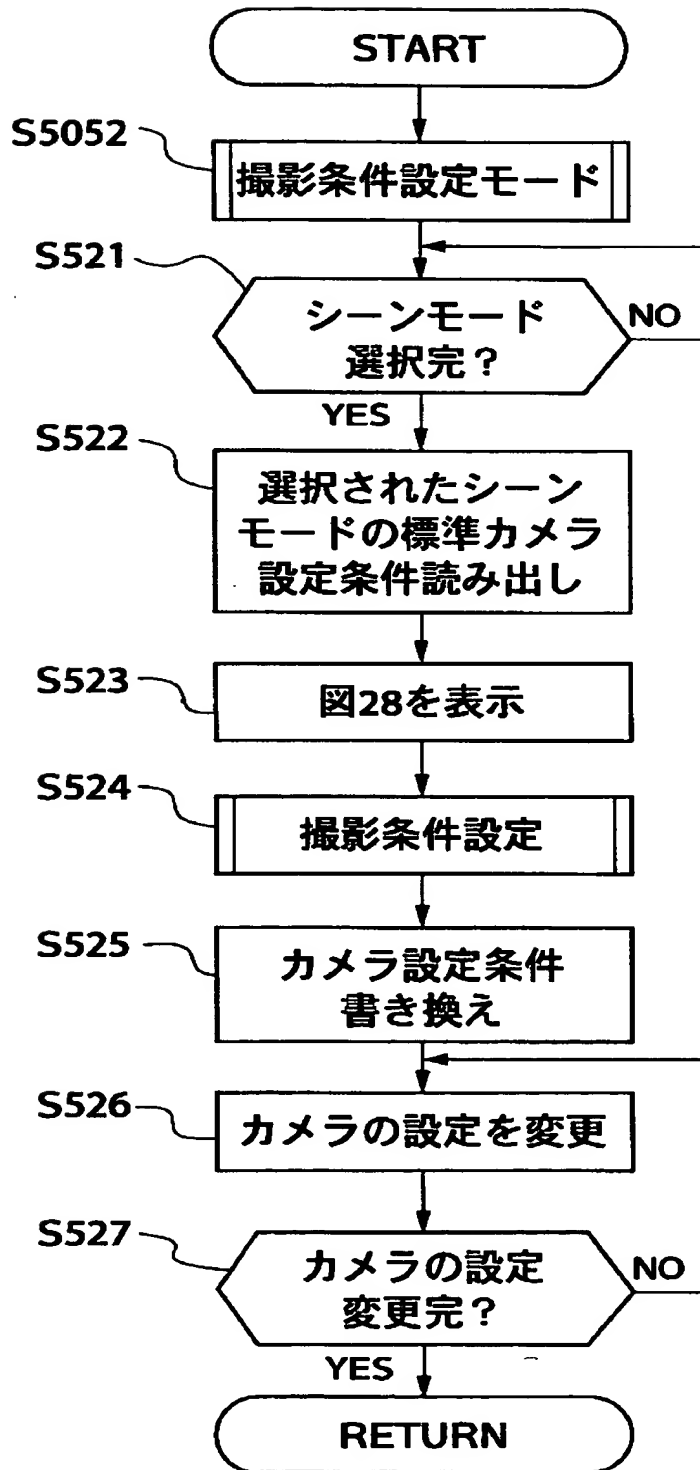 START
S5052
撮影条件設定モード
S521
シーンモード
選択完？
NO
YES
S522
選択されたシーン
モードの標準カメラ
設定条件読み出し
S523
図28を表示
S524
撮影条件設定
S525
カメラ設定条件
書き換え
S526
カメラの設定を変更
S527
カメラの設定
変更完？
NO
YES
RETURN